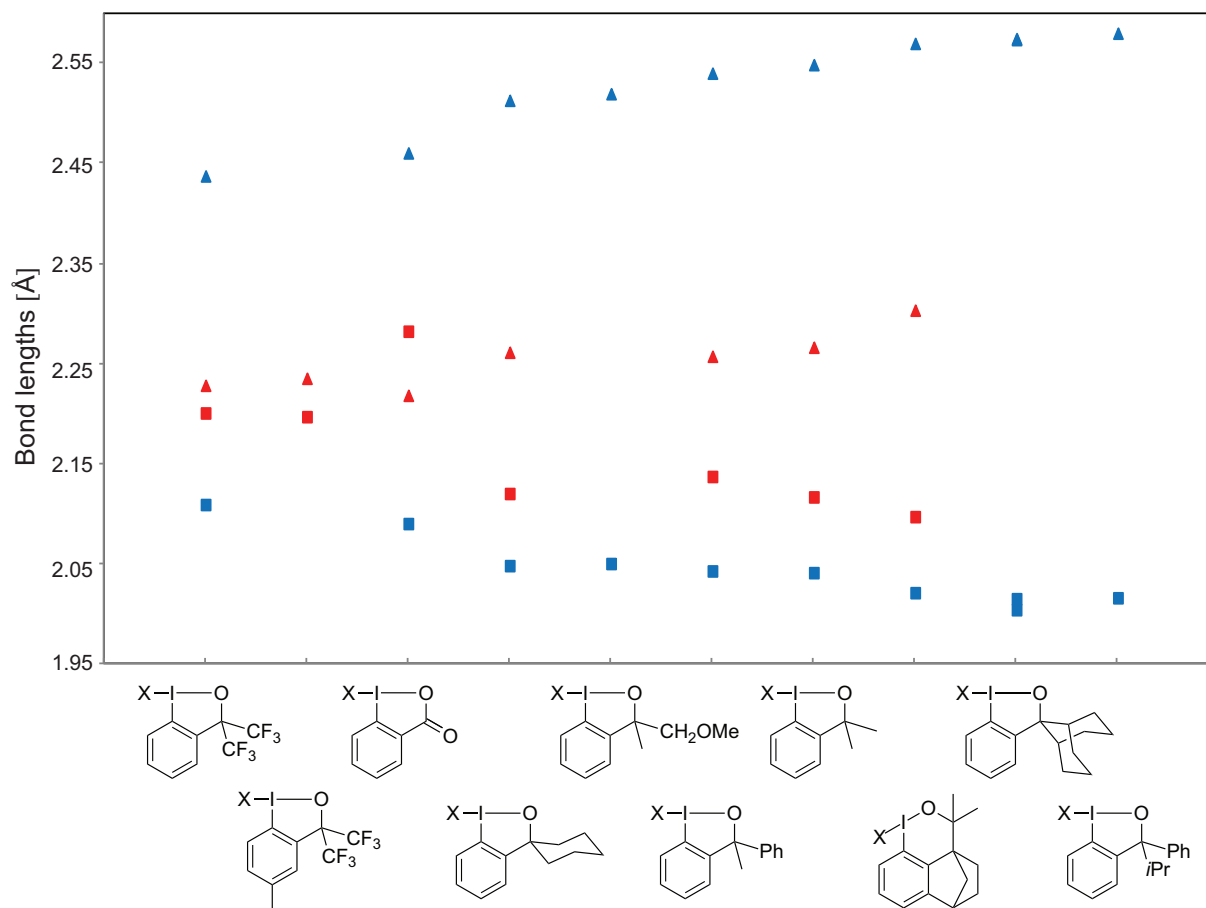 Bond lengths [Å]
2.55
2.45
2.35
2.25
2.15
2.05
1.95
X I O
CF3
CF3
X I O
O
X I O
CH2OMe
X I O
X I O
X I O
CF3
CF3
X I O
X I O
Ph
O
I
X
X I O
Ph
iPr